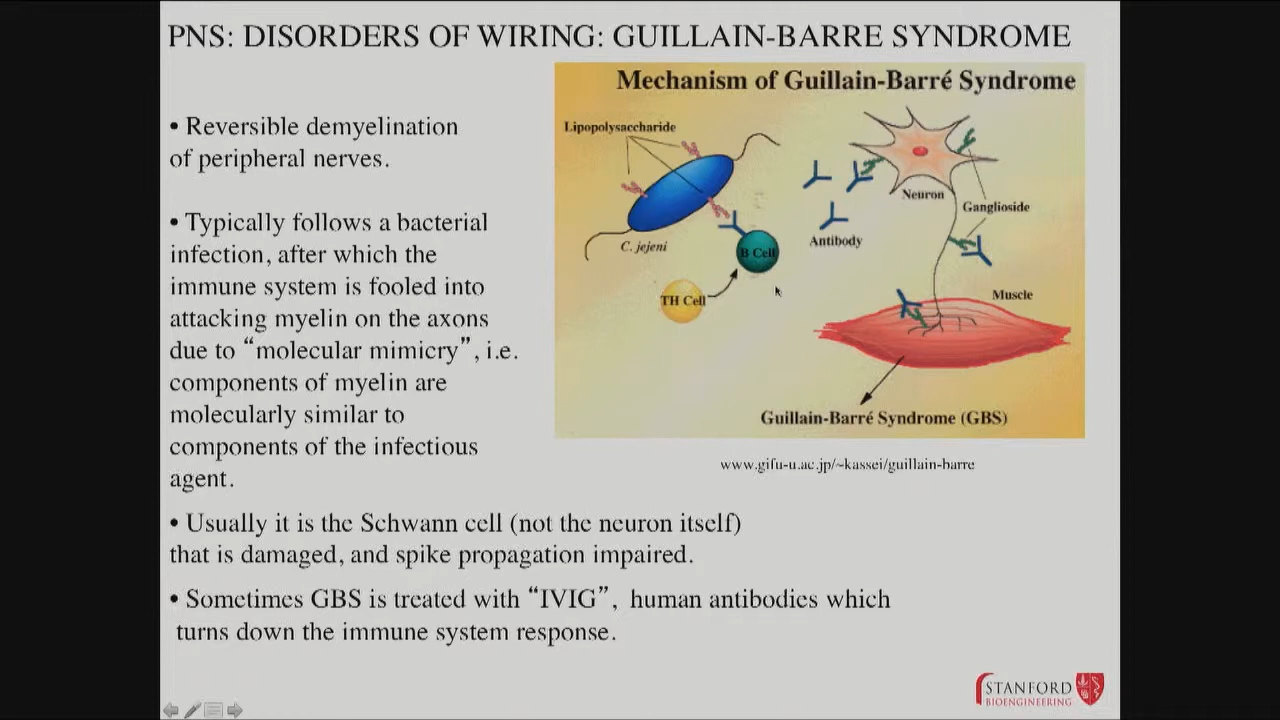 PNS: DISORDERS OF WIRING: GUILLAIN-BARRE SYNDROME
• Reversible demyelination
of peripheral nerves.
• Typically follows a bacterial
infection, after which the
immune system is fooled into
attacking myelin on the axons
due to “molecular mimicry”, i.e.
components of myelin are
molecularly similar to
components of the infectious
agent.
Mechanism of Guillain-Barré Syndrome
Lipopolysaccharide
C. jejeni
B Cell
TH Cell
Antibody
Neuron
Ganglioside
Muscle
Guillain-Barré Syndrome (GBS)
www.gifu-u.ac.jp/~kassei/guillain-barre
• Usually it is the Schwann cell (not the neuron itself)
that is damaged, and spike propagation impaired.
• Sometimes GBS is treated with “IVIG”, human antibodies which
turns down the immune system response.
STANFORD
BIOENGINEERING